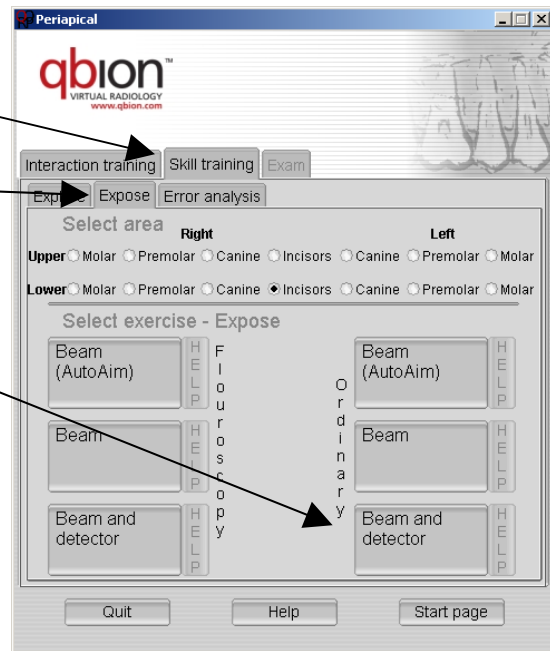 Periapical
qbion™
VIRTUAL RADIOLOGY
www.qbion.com
Interaction training Skill training Exam
Expose Error analysis
Select area
Right Left
Upper Molar Premolar Canine Incisors Canine Premolar Molar
Lower Molar Premolar Canine Incisors Canine Premolar Molar
Select exercise - Expose
Beam
(AutoAim)
HELP
Flouroscopy
Ordinary
Beam
(AutoAim)
HELP
Beam
HELP
Beam
HELP
Beam and
detector
HELP
Beam and
detector
HELP
Quit Help Start page